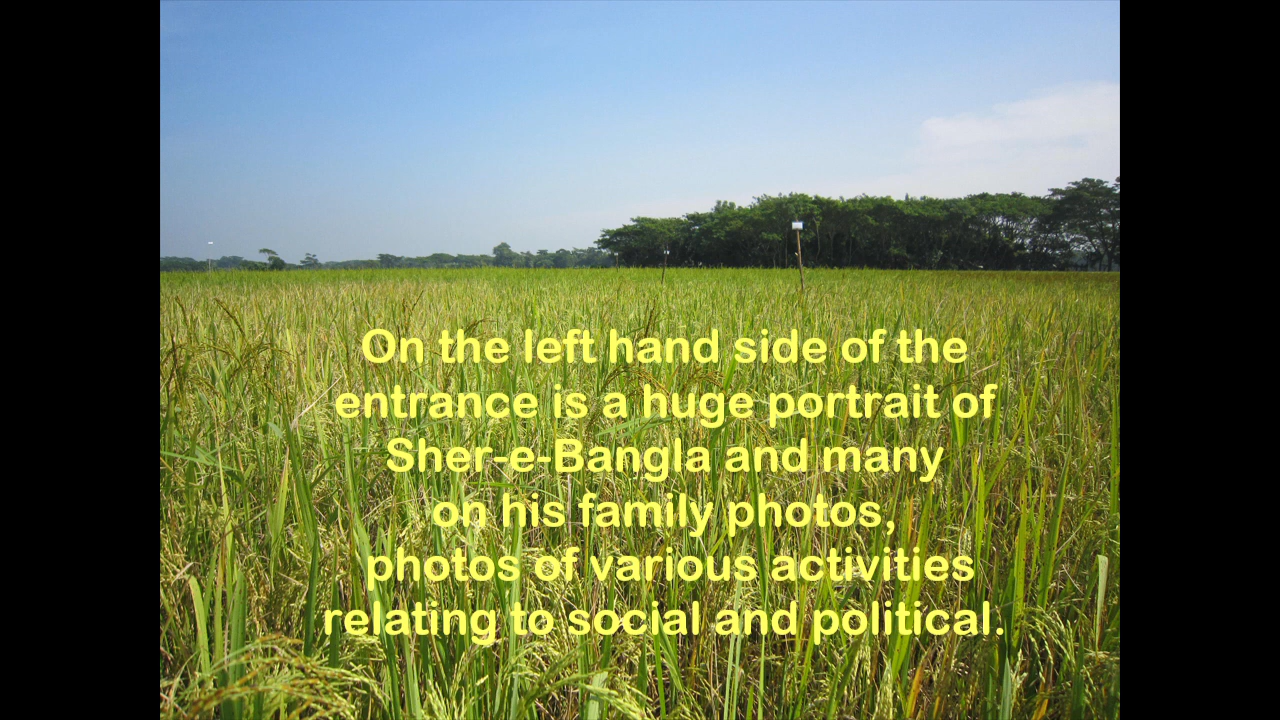 On the left hand side of the
entrance is a huge portrait of
Sher-e-Bangla and many
on his family photos,
photos of various activities
relating to social and political.